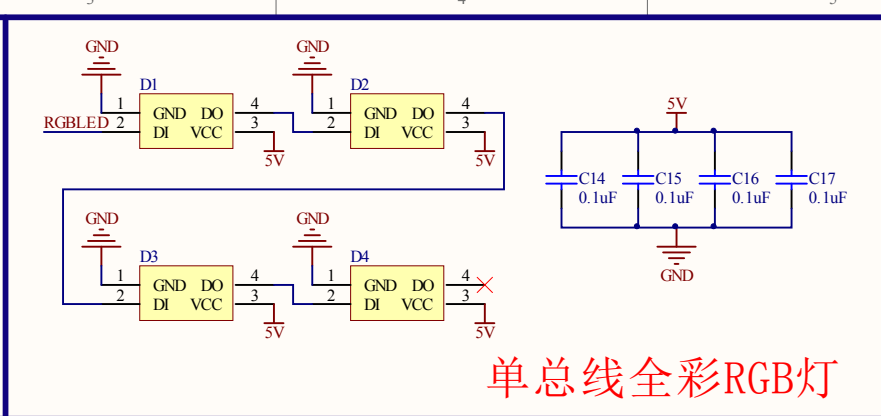 3
4
5
GND
GND
D1
D2
1 GND DO 4
RGBLED 2 DI VCC 3
5V
1 GND DO 4
2 DI VCC 3
5V
5V
C14
0.1uF
C15
0.1uF
C16
0.1uF
C17
0.1uF
GND
GND
GND
D3
D4
1 GND DO 4
2 DI VCC 3
5V
1 GND DO 4
2 DI VCC 3
5V
单总线全彩RGB灯